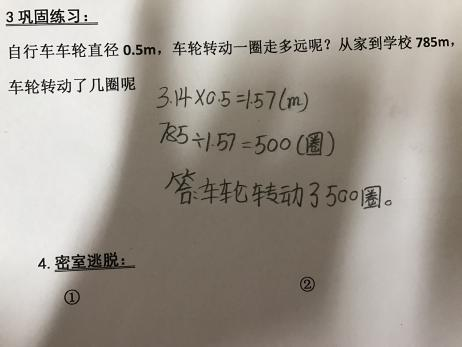 3 巩固练习：
自行车车轮直径 0.5m，车轮转动一圈走多远呢？从家到学校 785m，
车轮转动了几圈呢
3.14×0.5=1.57(m)
785÷1.57=500(圈)
答:车轮转动了500圈。
4. 密室逃脱：
① ②